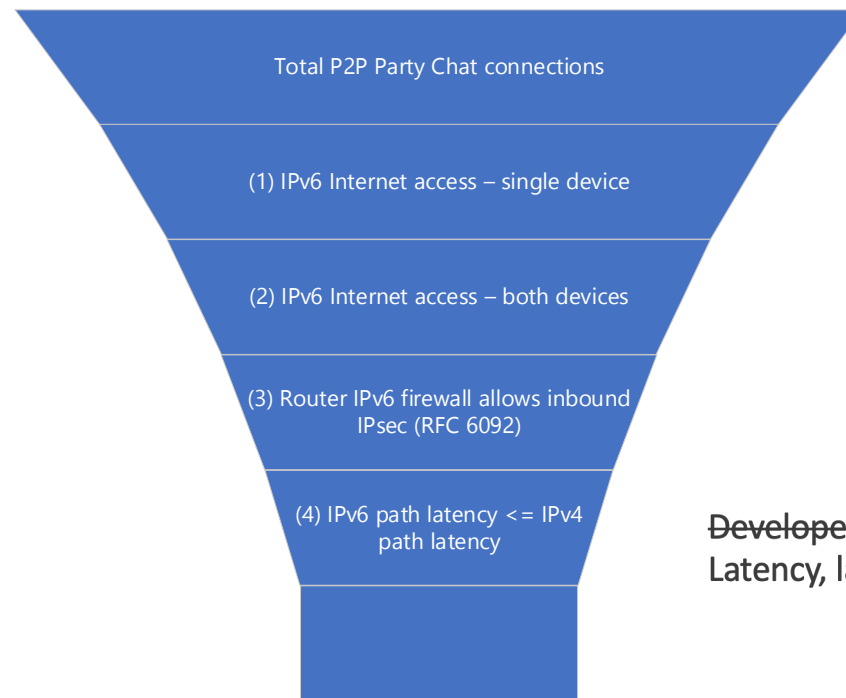 Total P2P Party Chat connections
(1) IPv6 Internet access – single device
(2) IPv6 Internet access – both devices
(3) Router IPv6 firewall allows inbound
IPsec (RFC 6092)
(4) IPv6 path latency <= IPv4
path latency
Latency,